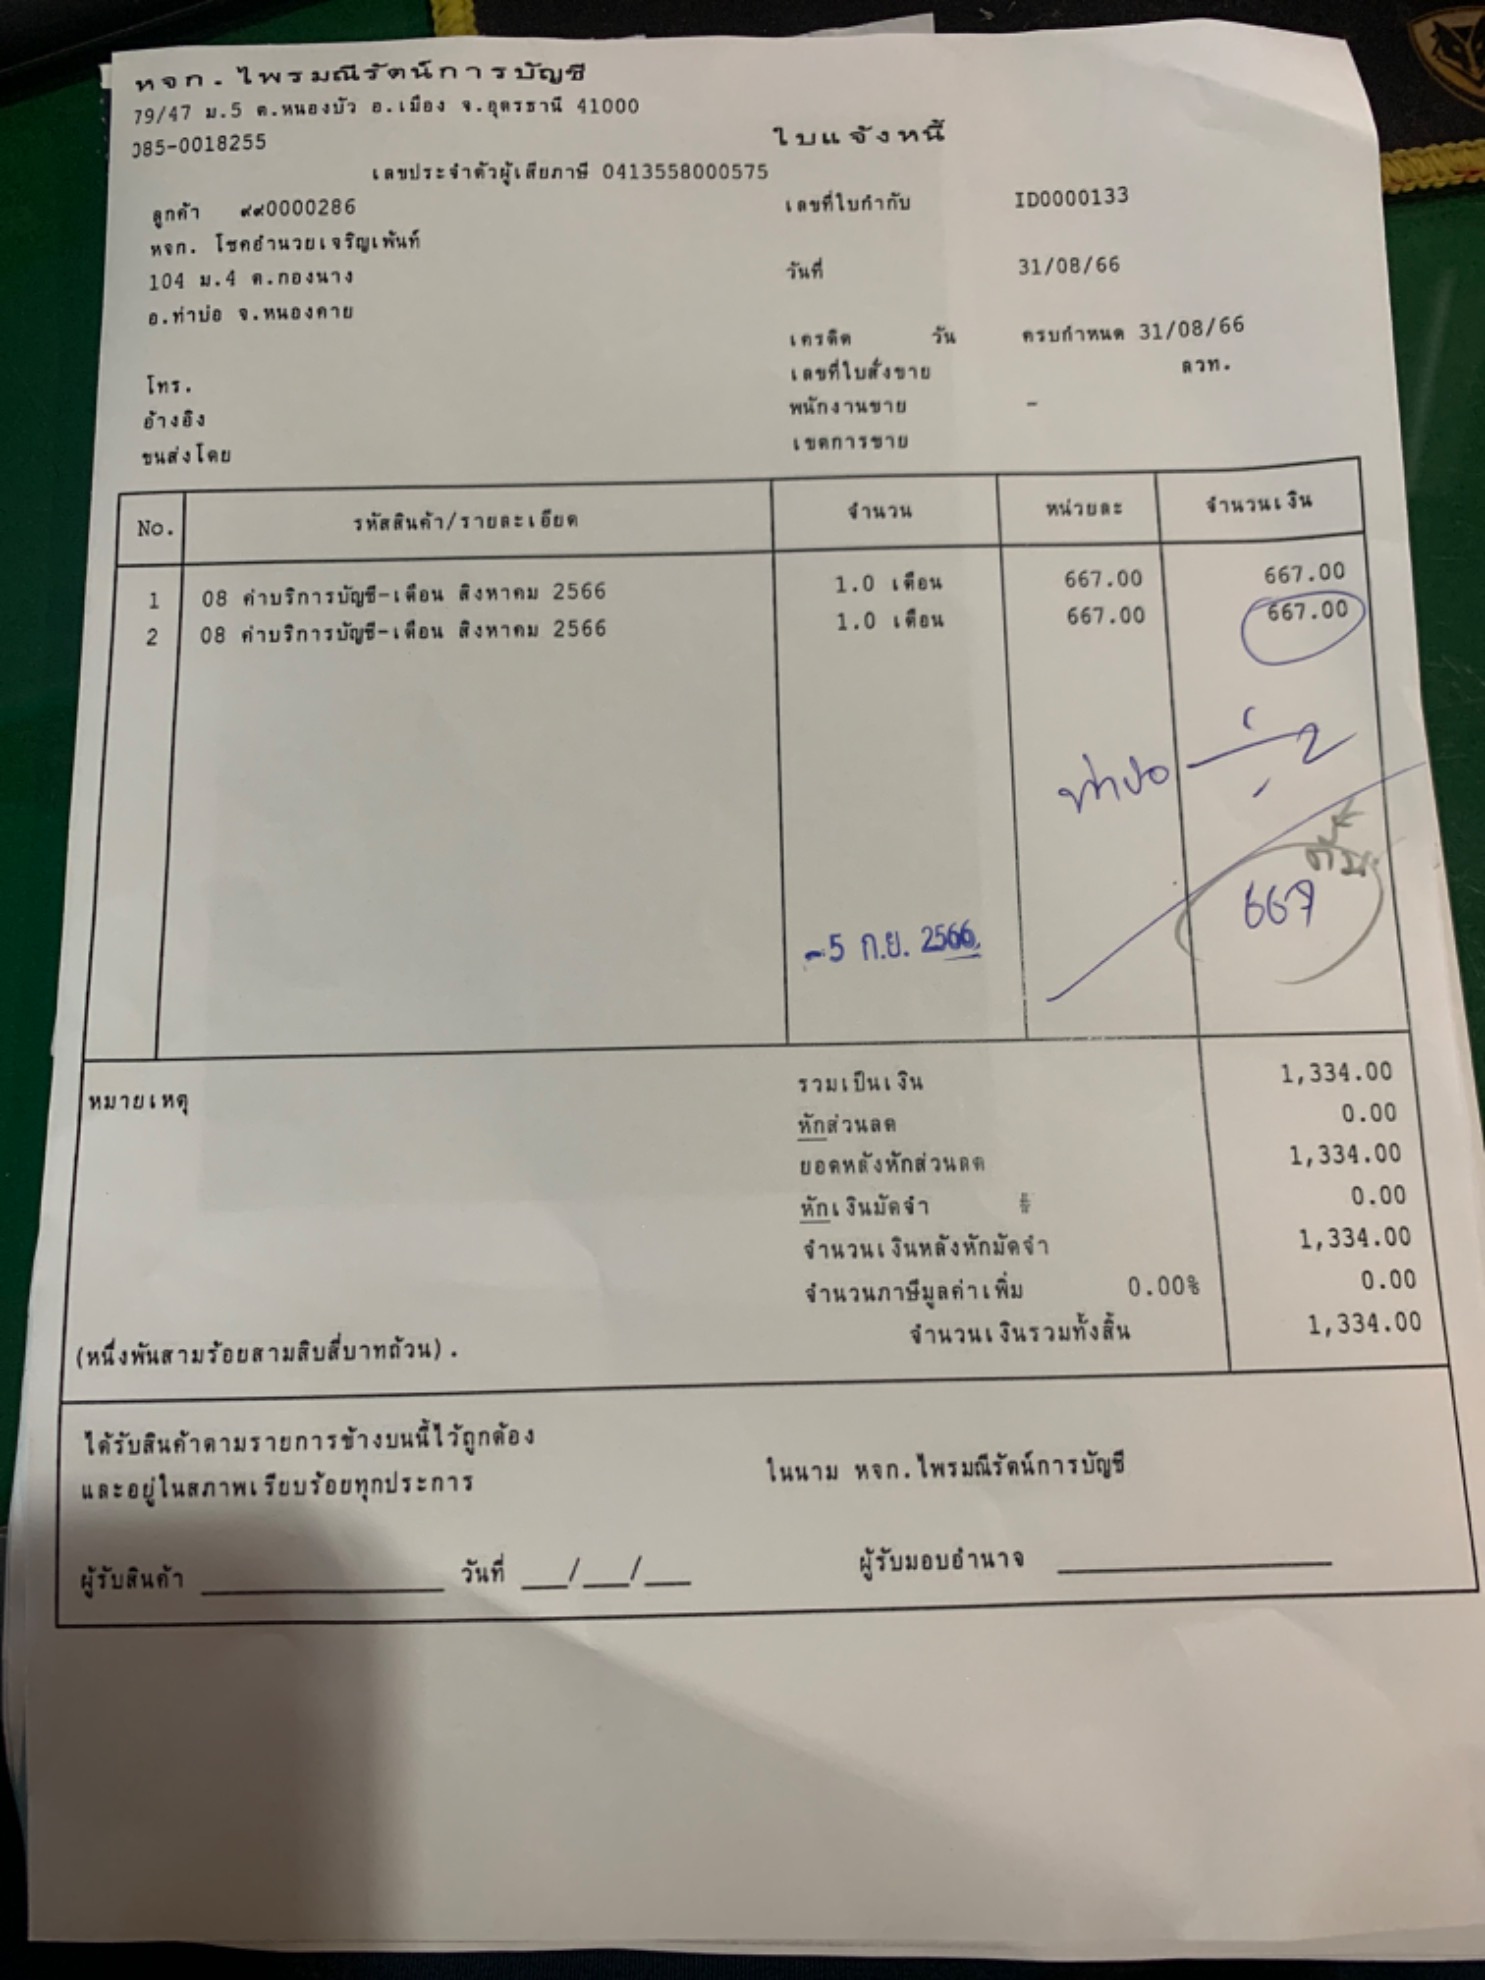 หจก. ไพรมณีรัตน์การบัญชี
79/47 ม.5 ต.หนองบัว อ.เมือง จ.อุดรธานี 41000
085-0018255
ใบแจ้งหนี้
เลขประจำตัวผู้เสียภาษี 0413558000575
ลูกค้า ๙๙0000286 เลขที่ใบกำกับ ID0000133
หจก. โชคอำนวยเจริญเพ้นท์
104 ม.4 ต.กองนาง วันที่ 31/08/66
อ.ท่าบ่อ จ.หนองคาย
เครดิต วัน ครบกำหนด 31/08/66
โทร. เลขที่ใบสั่งขาย ลวท.
อ้างอิง พนักงานขาย -
ขนส่งโดย เขตการขาย
No. รหัสสินค้า/รายละเอียด จำนวน หน่วยละ จำนวนเงิน
1 08 ค่าบริการบัญชี-เดือน สิงหาคม 2566 1.0 เดือน 667.00 667.00
2 08 ค่าบริการบัญชี-เดือน สิงหาคม 2566 1.0 เดือน 667.00 667.00
ท่าบ่อ ÷2
667
-5 ก.ย. 2566
หมายเหตุ รวมเป็นเงิน 1,334.00
หักส่วนลด 0.00
ยอดหลังหักส่วนลด 1,334.00
หักเงินมัดจำ # 0.00
จำนวนเงินหลังหักมัดจำ 1,334.00
จำนวนภาษีมูลค่าเพิ่ม 0.00% 0.00
(หนึ่งพันสามร้อยสามสิบสี่บาทถ้วน). จำนวนเงินรวมทั้งสิ้น 1,334.00
ได้รับสินค้าตามรายการข้างบนนี้ไว้ถูกต้อง
และอยู่ในสภาพเรียบร้อยทุกประการ ในนาม หจก.ไพรมณีรัตน์การบัญชี
ผู้รับสินค้า ____________ วันที่ __/__/__ ผู้รับมอบอำนาจ ____________